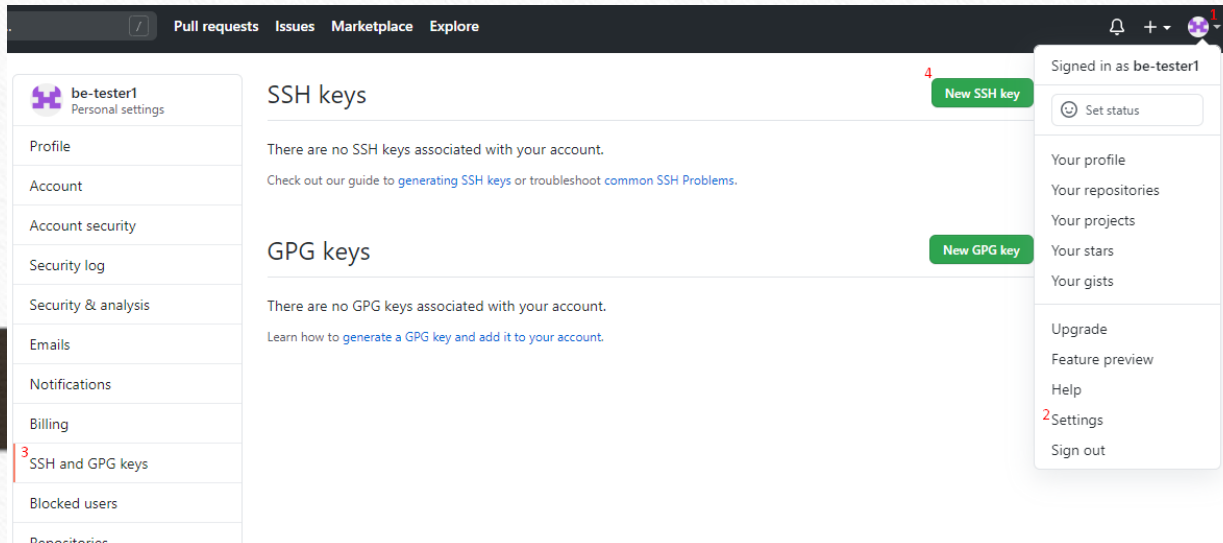 / Pull requests Issues Marketplace Explore 1
Signed in as be-tester1
Set status
Your profile
Your repositories
Your projects
Your stars
Your gists
Upgrade
Feature preview
Help
2 Settings
Sign out
be-tester1
Personal settings
Profile
Account
Account security
Security log
Security & analysis
Emails
Notifications
Billing
3 SSH and GPG keys
Blocked users
Repositories
SSH keys
4 New SSH key
There are no SSH keys associated with your account.
Check out our guide to generating SSH keys or troubleshoot common SSH Problems.
GPG keys
New GPG key
There are no GPG keys associated with your account.
Learn how to generate a GPG key and add it to your account.